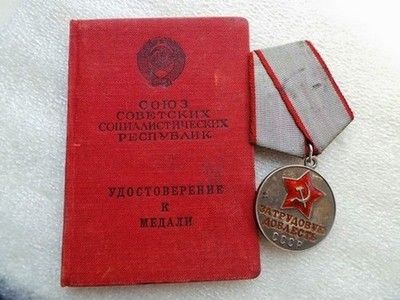 СОЮЗ
СОВЕТСКИХ
СОЦИАЛИСТИЧЕСКИХ
РЕСПУБЛИК
УДОСТОВЕРЕНИЕ
К
МЕДАЛИ
ЗА ТРУДОВУЮ
ДОБЛЕСТЬ
СССР